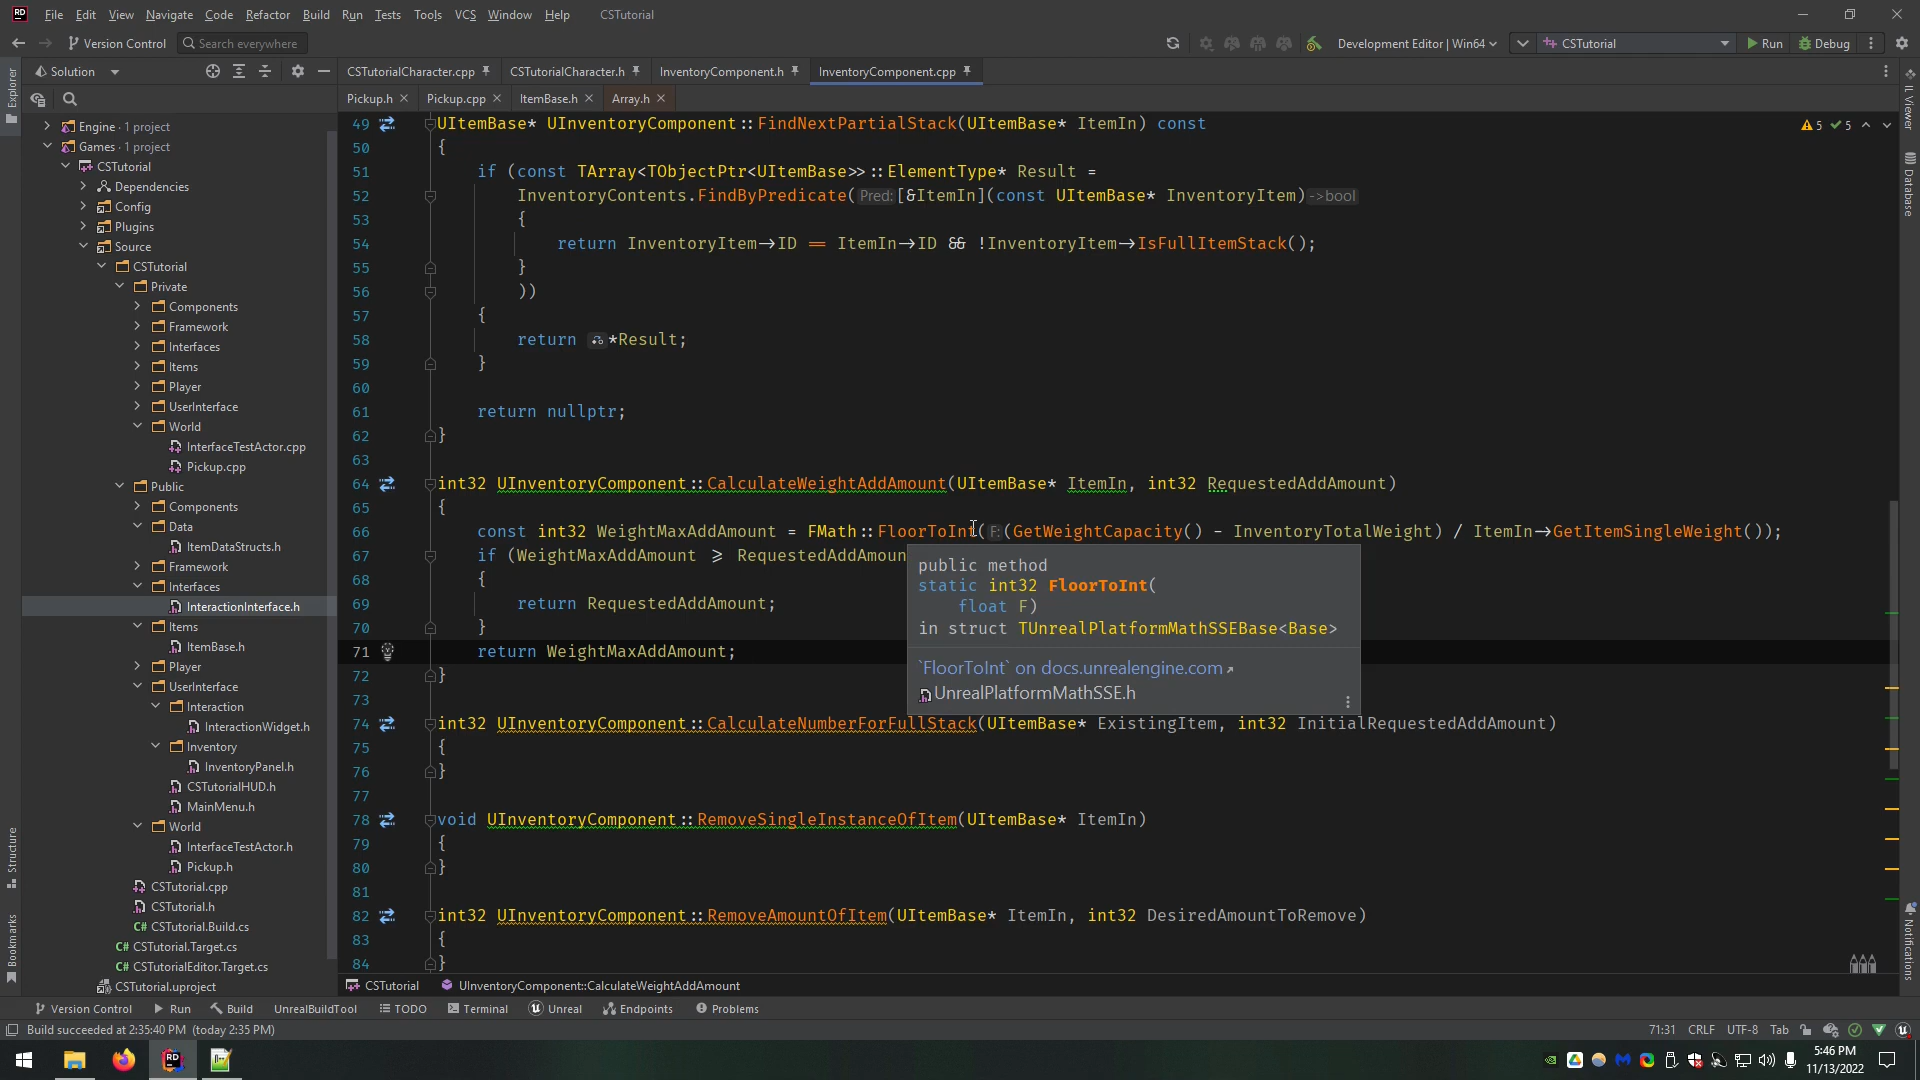 RD File Edit View Navigate Code Refactor Build Run Tests Tools VCS Window Help CSTutorial
Version Control Search everywhere Development Editor | Win64 CSTutorial Run Debug
Explorer
Solution
CSTutorialCharacter.cpp CSTutorialCharacter.h InventoryComponent.h InventoryComponent.cpp
Pickup.h Pickup.cpp ItemBase.h Array.h
Engine · 1 project
Games · 1 project
CSTutorial
Dependencies
Config
Plugins
Source
CSTutorial
Private
Components
Framework
Interfaces
Items
Player
UserInterface
World
InterfaceTestActor.cpp
Pickup.cpp
Public
Components
Data
ItemDataStructs.h
Framework
Interfaces
InteractionInterface.h
Items
ItemBase.h
Player
UserInterface
Interaction
InteractionWidget.h
Inventory
InventoryPanel.h
CSTutorialHUD.h
MainMenu.h
World
InterfaceTestActor.h
Pickup.h
CSTutorial.cpp
CSTutorial.h
C# CSTutorial.Build.cs
C# CSTutorial.Target.cs
C# CSTutorialEditor.Target.cs
CSTutorial.uproject
Structure
Bookmarks
49 UItemBase* UInventoryComponent::FindNextPartialStack(UItemBase* ItemIn) const
50 {
51 if (const TArray<TObjectPtr<UItemBase>>::ElementType* Result =
52 InventoryContents.FindByPredicate( Pred: [&ItemIn](const UItemBase* InventoryItem) ->bool
53 {
54 return InventoryItem->ID == ItemIn->ID && !InventoryItem->IsFullItemStack();
55 }
56 ))
57 {
58 return *Result;
59 }
60
61 return nullptr;
62 }
63
64 int32 UInventoryComponent::CalculateWeightAddAmount(UItemBase* ItemIn, int32 RequestedAddAmount)
65 {
66 const int32 WeightMaxAddAmount = FMath::FloorToInt( F: (GetWeightCapacity() - InventoryTotalWeight) / ItemIn->GetItemSingleWeight());
67 if (WeightMaxAddAmount >= RequestedAddAmoun
68 {
69 return RequestedAddAmount;
70 }
71 return WeightMaxAddAmount;
72 }
73
74 int32 UInventoryComponent::CalculateNumberForFullStack(UItemBase* ExistingItem, int32 InitialRequestedAddAmount)
75 {
76 }
77
78 void UInventoryComponent::RemoveSingleInstanceOfItem(UItemBase* ItemIn)
79 {
80 }
81
82 int32 UInventoryComponent::RemoveAmountOfItem(UItemBase* ItemIn, int32 DesiredAmountToRemove)
83 {
84 }
public method
static int32 FloorToInt(
float F)
in struct TUnrealPlatformMathSSEBase<Base>
`FloorToInt` on docs.unrealengine.com
UnrealPlatformMathSSE.h
5 5
IL Viewer
Database
Notifications
CSTutorial UInventoryComponent::CalculateWeightAddAmount
Version Control Run Build UnrealBuildTool TODO Terminal Unreal Endpoints Problems
Build succeeded at 2:35:40 PM (today 2:35 PM) 71:31 CRLF UTF-8 Tab
RD 5:46 PM
11/13/2022